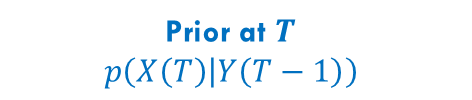 Prior at T
p(X(T)|Y(T − 1))